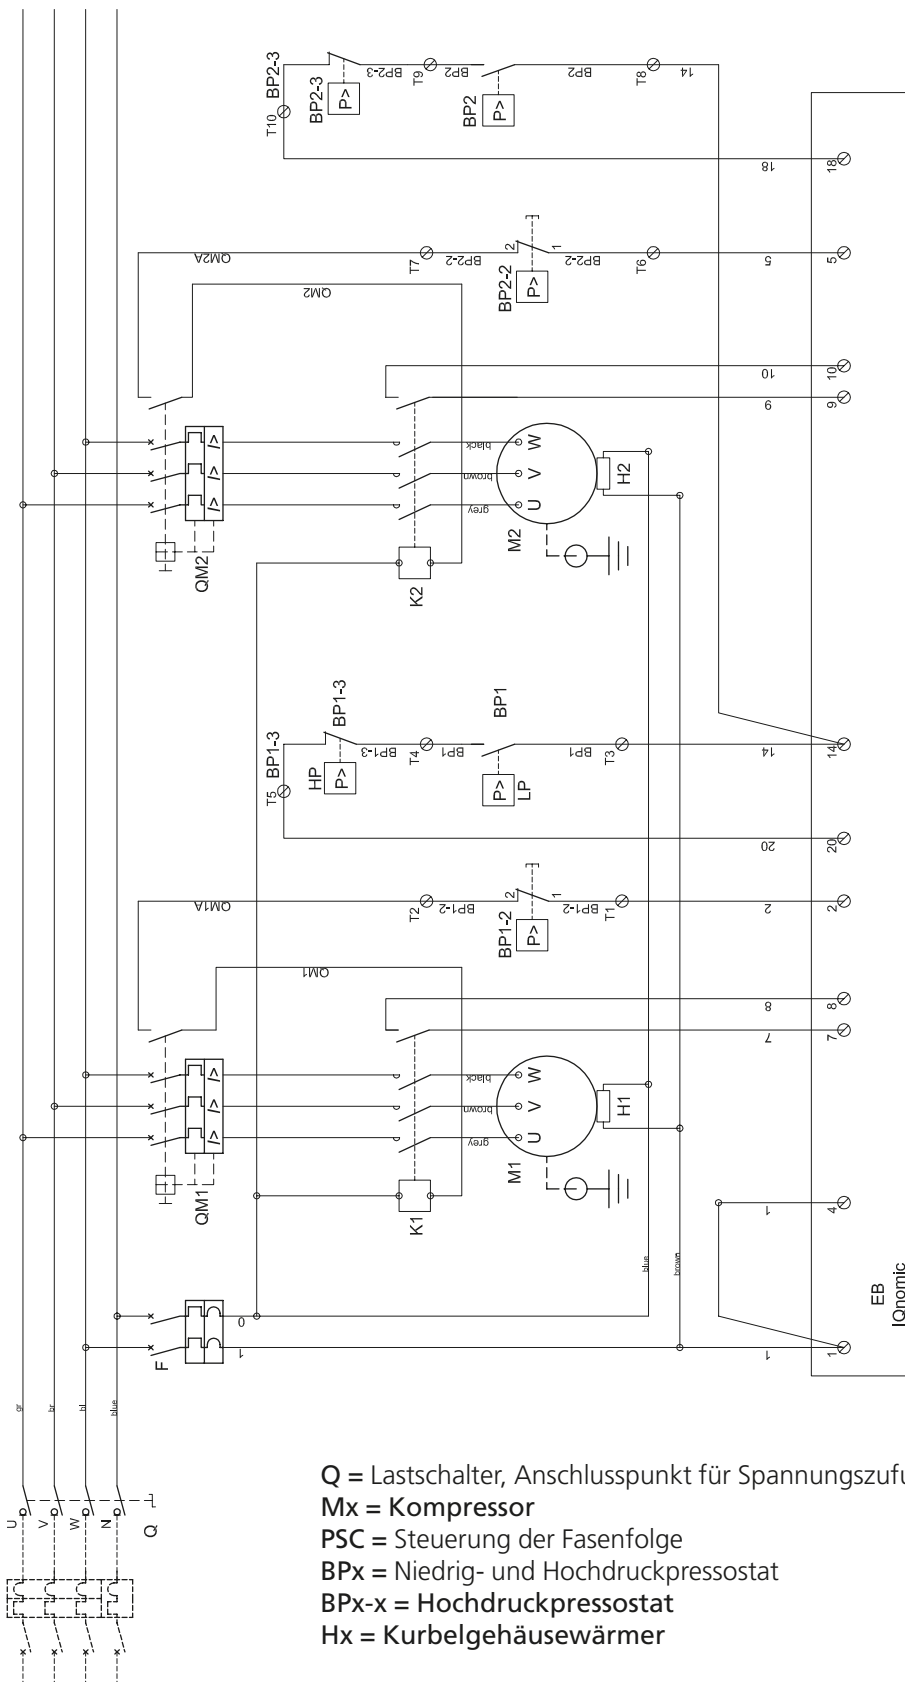 BP2-3
BP2-3
P>
BP2-3
T9
BP2
BP2
P>
BP2
T8
14
T10
18
18
QM2A
T7
BP2-2
2
1
BP2-2
P>
BP2-2
T6
5
5
QM2
10
10
9
9
I> I> I>
QM2
black
brown
grey
W
V
U
M2
H2
K2
BP1-3
BP1-3
T5
HP
P>
BP1-3
T4
BP1
BP1
P>
LP
BP1
T3
14
14
20
20
QM1A
T2
BP1-2
2
1
BP1-2
P>
BP1-2
T1
2
2
QM1
8
8
7
7
I> I> I>
QM1
black
brown
grey
W
V
U
M1
H1
K1
1
4
blue
brown
F
0
1
1
1
EB
IQnomic
gr
br
bl
blue
U
V
W
N
Q
Q = Lastschalter, Anschlusspunkt für
Mx = Kompressor
PSC = Steuerung der Fasenfolge
BPx = Niedrig- und Hochdruckpressostat
BPx-x = Hochdruckpressostat
Hx = Kurbelgehäusewärmer